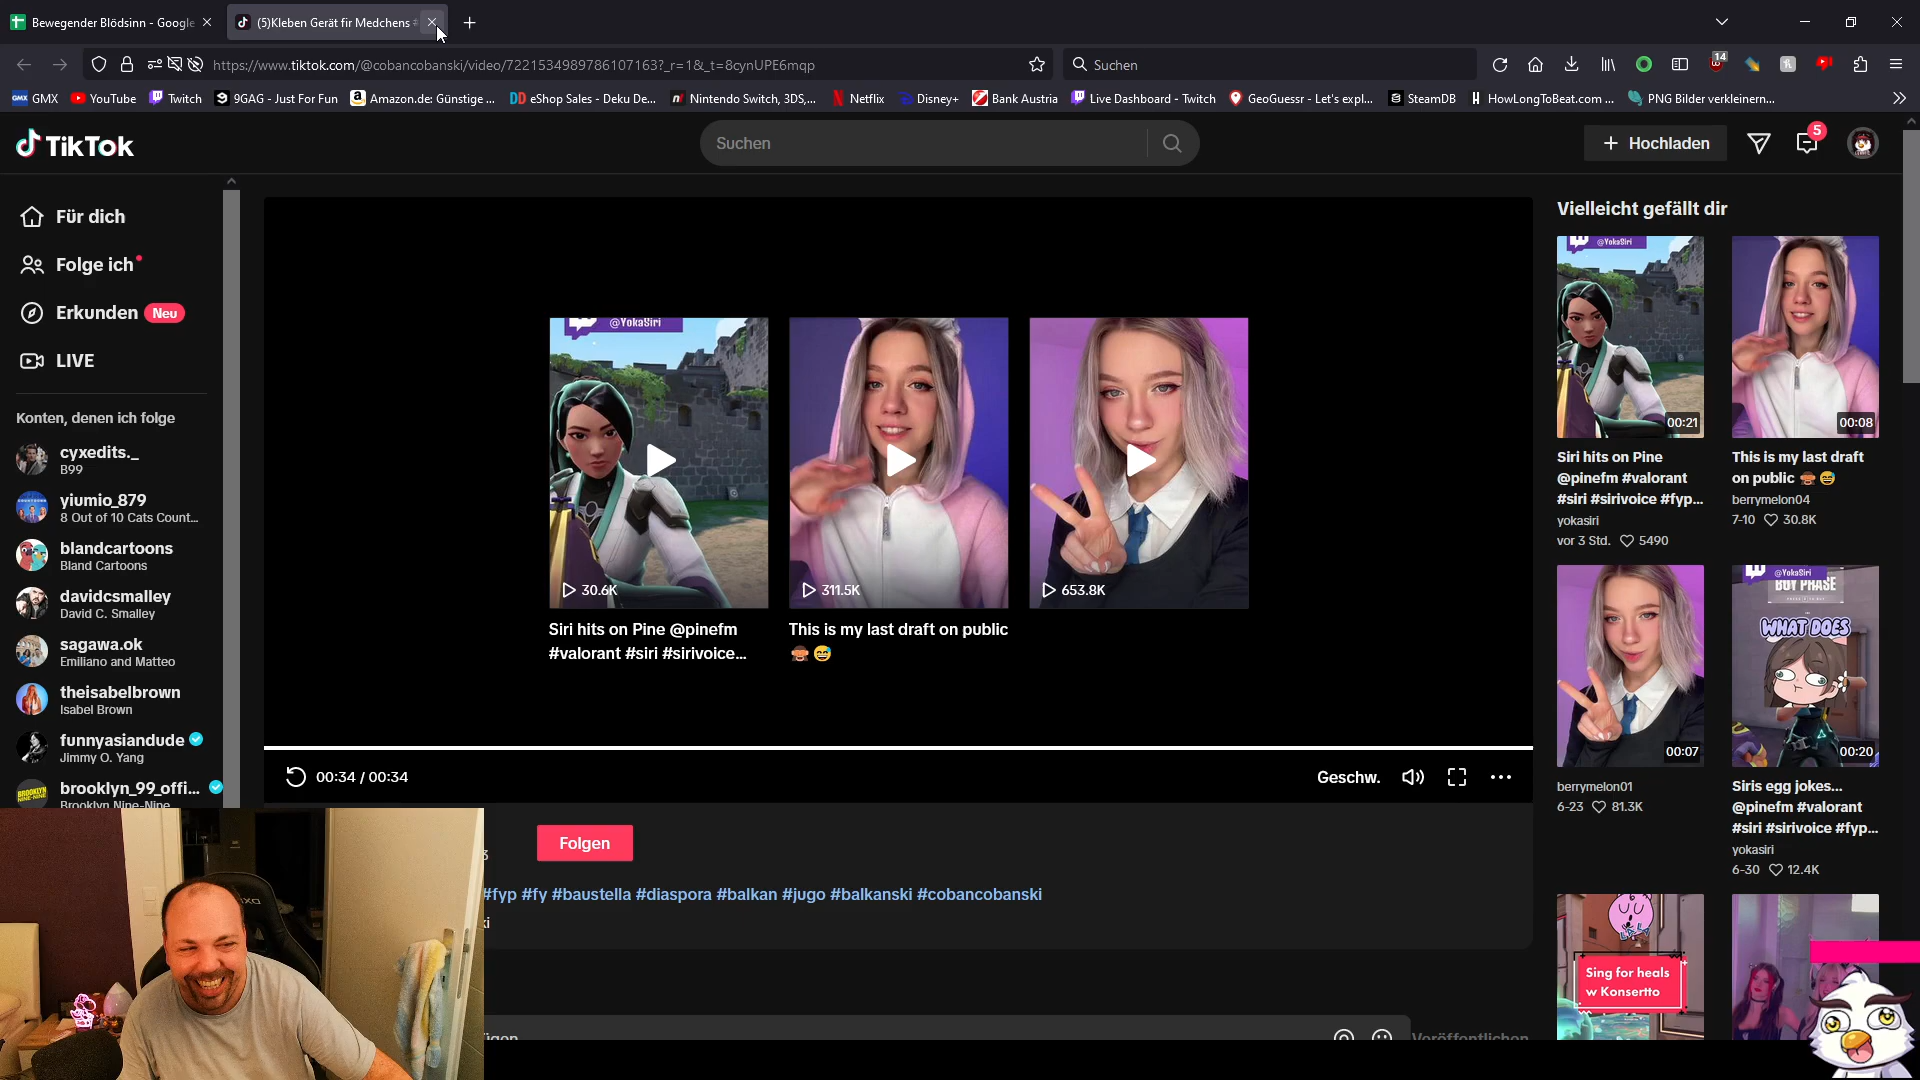 Bewegender Blödsinn - Google
(5)Kleben Gerät fir Medchens
https://www.tiktok.com/@cobancobanski/video/7221534989786107163?_r=1&_t=8cynUPE6mqp
Suchen
14
GMX
YouTube
Twitch
9GAG - Just For Fun
Amazon.de: Günstige ...
eShop Sales - Deku De...
Nintendo Switch, 3DS,...
Netflix
Disney+
Bank Austria
Live Dashboard - Twitch
GeoGuessr - Let's expl...
SteamDB
HowLongToBeat.com ...
PNG Bilder verkleinern...
TikTok
Suchen
Hochladen
5
Für dich
Folge ich
Erkunden Neu
LIVE
Konten, denen ich folge
cyxedits._
B99
yiumio_879
8 Out of 10 Cats Count...
blandcartoons
Bland Cartoons
davidcsmalley
David C. Smalley
sagawa.ok
Emiliano and Matteo
theisabelbrown
Isabel Brown
funnyasiandude
Jimmy O. Yang
brooklyn_99_offi...
Brooklyn Nine-Nine
@YokaSiri
30.6K
311.5K
653.8K
Siri hits on Pine @pinefm
#valorant #siri #sirivoice...
This is my last draft on public
00:34 / 00:34
Geschw.
Folgen
#fyp #fy #baustella #diaspora #balkan #jugo #balkanski #cobancobanski
Veröffentlichen
Vielleicht gefällt dir
@YokaSiri
00:21
00:08
Siri hits on Pine
@pinefm #valorant
#siri #sirivoice #fyp...
yokasiri
vor 3 Std. 5490
This is my last draft
on public
berrymelon04
7-10 30.8K
00:07
berrymelon01
6-23 81.3K
@YokaSiri
BOY PHASE
WHAT DOES
00:20
Siris egg jokes...
@pinefm #valorant
#siri #sirivoice #fyp...
yokasiri
6-30 12.4K
Sing for heals
w Konsertto